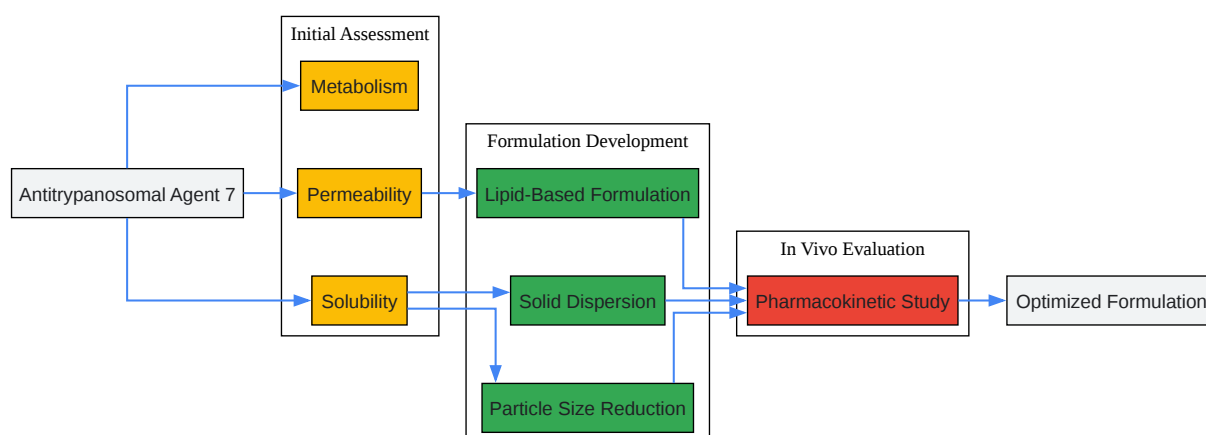 Initial Assessment
Metabolism
Formulation Development
Antitrypanosomal Agent 7
Permeability
Lipid-Based Formulation
In Vivo Evaluation
Solubility
Solid Dispersion
Pharmacokinetic Study
Optimized Formulation
Particle Size Reduction